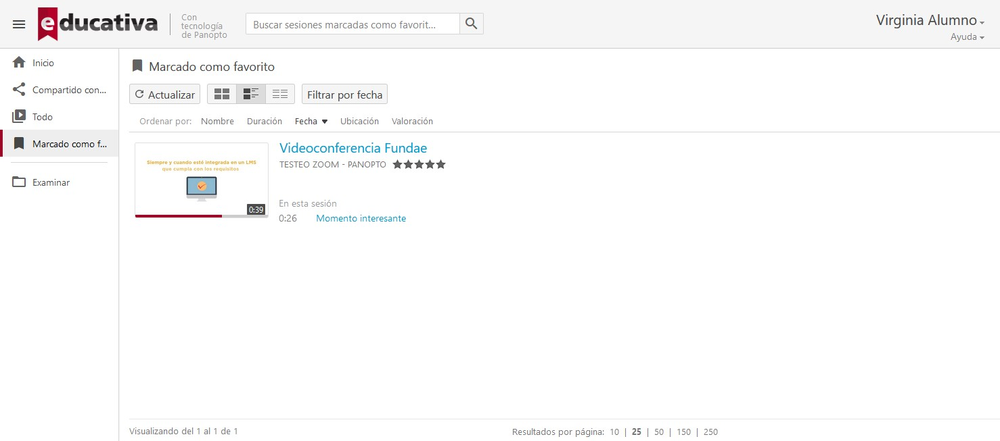 educativa
Con
tecnología
de Panopto
Buscar sesiones marcadas como favorit...
Virginia Alumno
Ayuda
Inicio
Compartido con...
Todo
Marcado como f...
Examinar
Marcado como favorito
Actualizar
Filtrar por fecha
Ordenar por: Nombre Duración Fecha Ubicación Valoración
Siempre y cuando esté integrada en un LMS
que cumpla con los requisitos
0:39
Videoconferencia Fundae
TESTEO ZOOM - PANOPTO
En esta sesión
0:26 Momento interesante
Visualizando del 1 al 1 de 1
Resultados por página: 10 | 25 | 50 | 150 | 250